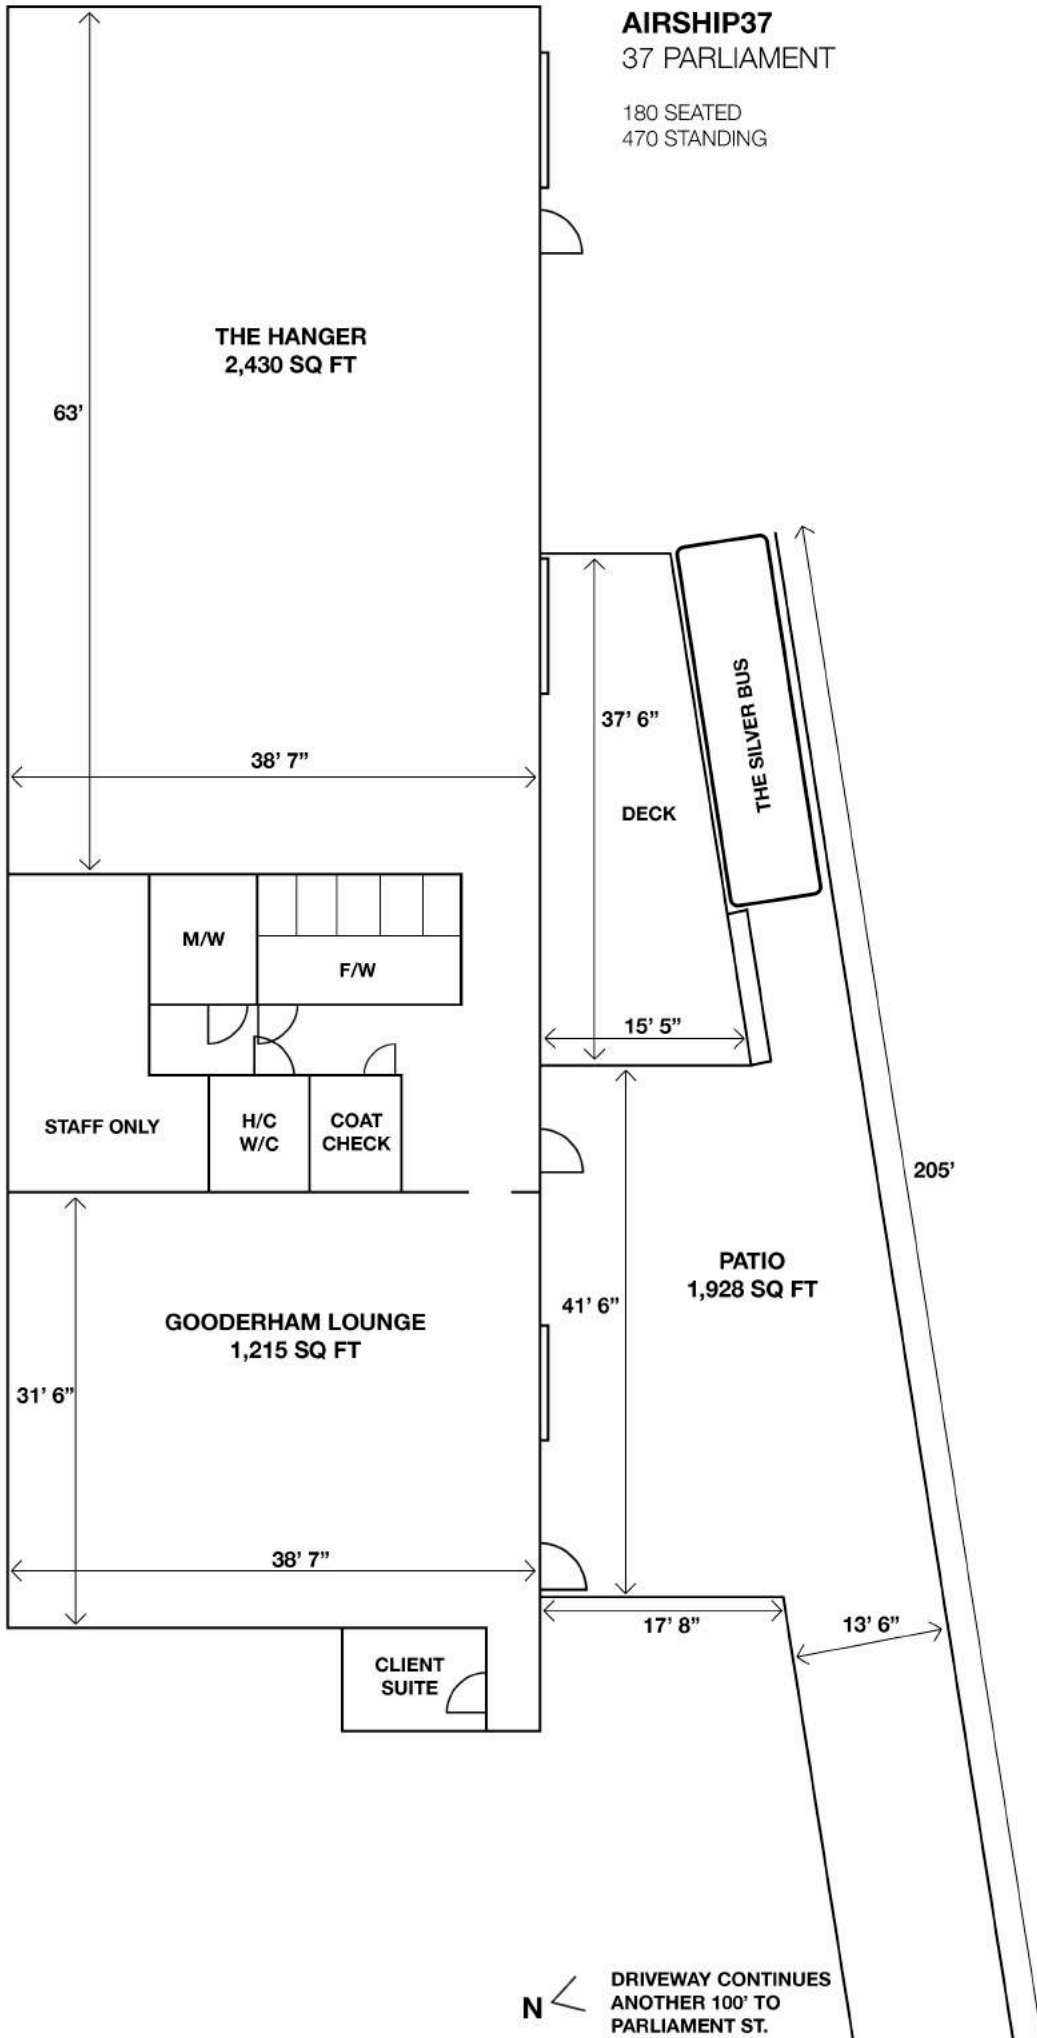 AIRSHIP37
37 PARLIAMENT
180 SEATED
470 STANDING
THE HANGER
2,430 SQ FT
63’
38’ 7”
37’ 6”
DECK
THE SILVER BUS
15’ 5”
M/W
F/W
STAFF ONLY
H/C
W/C
COAT
CHECK
205’
PATIO
1,928 SQ FT
41’ 6”
GOODERHAM LOUNGE
1,215 SQ FT
31’ 6”
38’ 7”
17’ 8”
13’ 6”
CLIENT
SUITE
N
DRIVEWAY CONTINUES
ANOTHER 100’ TO
PARLIAMENT ST.